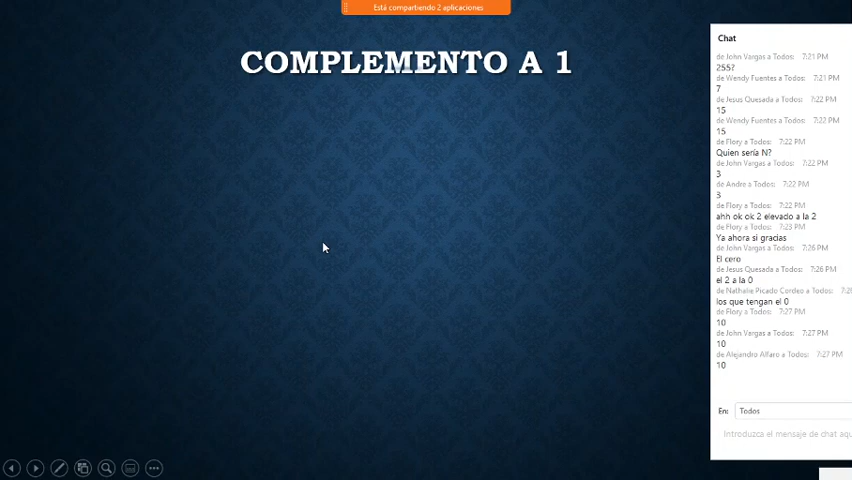 Está compartiendo 2 aplicaciones
COMPLEMENTO A 1
Chat
de John Vargas a Todos: 7:21 PM
255?
de Wendy Fuentes a Todos: 7:21 PM
7
de Jesus Quesada a Todos: 7:22 PM
15
de Wendy Fuentes a Todos: 7:22 PM
15
de Flory a Todos: 7:22 PM
Quien sería N?
de John Vargas a Todos: 7:22 PM
3
de Andre a Todos: 7:22 PM
3
de Flory a Todos: 7:22 PM
ahh ok ok 2 elevado a la 2
de Flory a Todos: 7:23 PM
Ya ahora si gracias
de John Vargas a Todos: 7:26 PM
El cero
de Jesus Quesada a Todos: 7:26 PM
el 2 a la 0
de Nathalie Picado Cordeo a Todos:
los que tengan el 0
de Flory a Todos: 7:27 PM
10
de John Vargas a Todos: 7:27 PM
10
de Alejandro Alfaro a Todos: 7:27 PM
10
En: Todos
Introduzca el mensaje de chat aqu